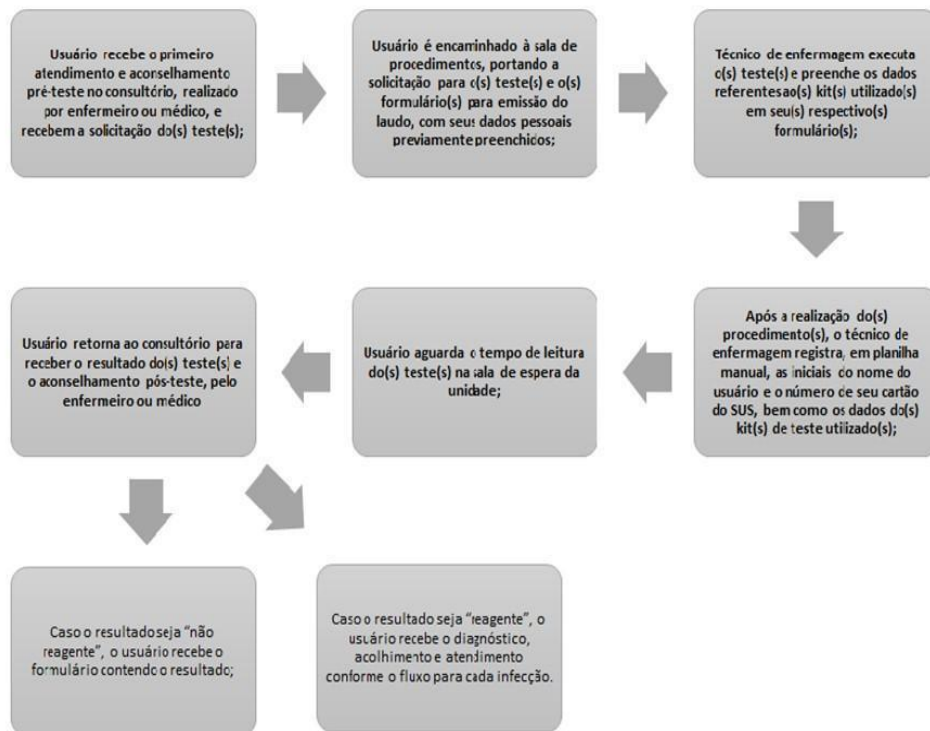 Usuário recebe o primeiro
atendimento e aconselhamento
pré-teste no consultório, realizado
por enfermeiro ou médico, e
recebem a solicitação do(s) teste(s);
Usuário é encaminhado à sala de
procedimentos, portando a
solicitação para o(s) teste(s) e o(s)
formulário(s) para emissão do
laudo, com seus dados pessoais
previamente preenchidos;
Técnico de enfermagem executa
o(s) teste(s) e preenche os dados
referentes ao(s) kit(s) utilizado(s)
em seu(s) respectivo(s)
formulário(s);
Após a realização do(s)
procedimento(s), o técnico de
enfermagem registra, em planilha
manual, as iniciais do nome do
usuário e o número de seu cartão
do SUS, bem como os dados do(s)
kit(s) de teste utilizado(s);
Usuário aguarda o tempo de leitura
do(s) teste(s) na sala de espera da
unidade;
Usuário retorna ao consultório para
receber o resultado do(s) teste(s) e
o aconselhamento pós-teste, pelo
enfermeiro ou médico
Caso o resultado seja “não
reagente”, o usuário recebe o
formulário contendo o resultado;
Caso o resultado seja “reagente”, o
usuário recebe o diagnóstico,
acolhimento e atendimento
conforme o fluxo para cada infecção.